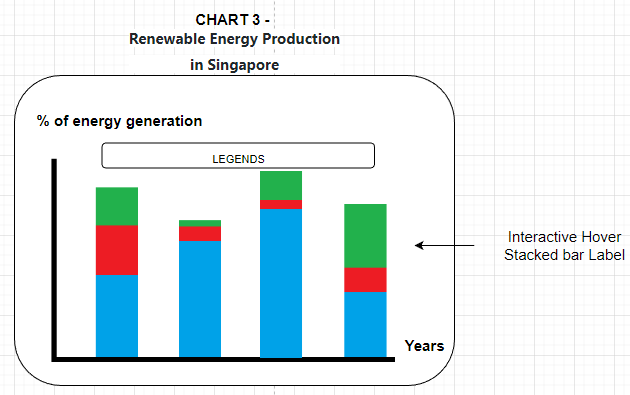 CHART 3 -
Renewable Energy Production
in Singapore
% of energy generation
LEGENDS
Interactive Hover
Stacked bar Label
Years